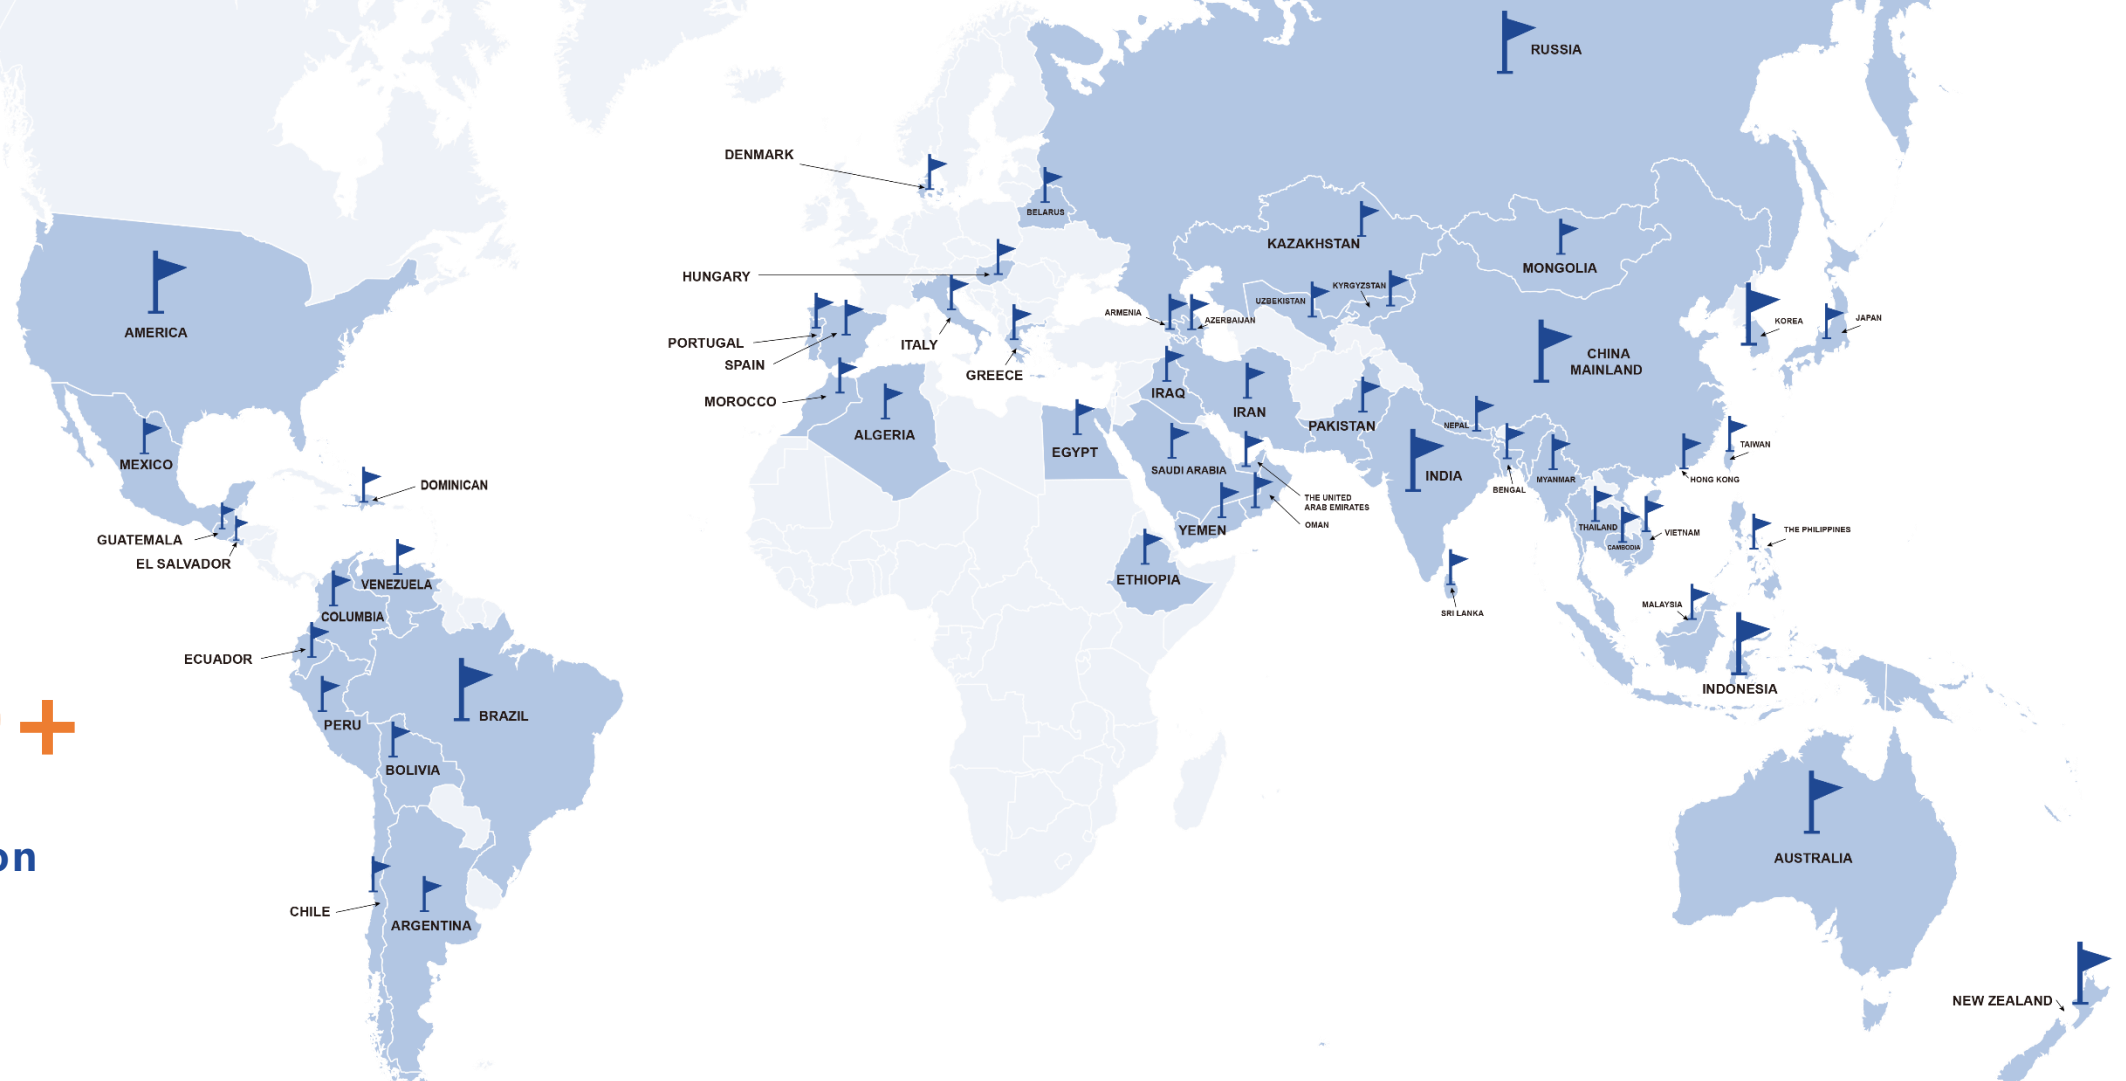 RUSSIA
DENMARK
BELARUS
KAZAKHSTAN
MONGOLIA
HUNGARY
KYRGYZSTAN
UZBEKISTAN
AMERICA
ARMENIA
AZERBAIJAN
KOREA
JAPAN
PORTUGAL
ITALY
SPAIN
GREECE
CHINA
MAINLAND
MOROCCO
IRAQ
IRAN
PAKISTAN
NEPAL
ALGERIA
EGYPT
TAIWAN
MEXICO
SAUDI ARABIA
INDIA
MYANMAR
HONG KONG
DOMINICAN
BENGAL
THE UNITED
ARAB EMIRATES
OMAN
YEMEN
THAILAND
VIETNAM
THE PHILIPPINES
CAMBODIA
GUATEMALA
EL SALVADOR
VENEZUELA
ETHIOPIA
SRI LANKA
MALAYSIA
COLUMBIA
ECUADOR
INDONESIA
PERU
BRAZIL
+
BOLIVIA
on
AUSTRALIA
CHILE
ARGENTINA
NEW ZEALAND